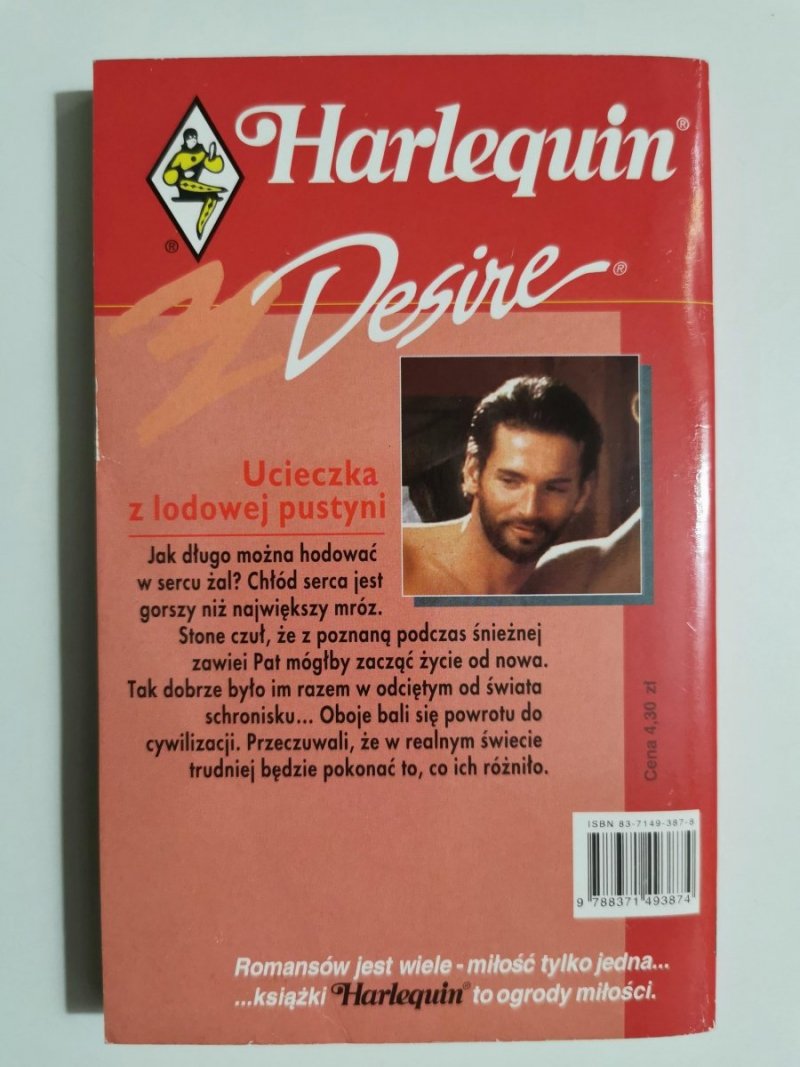 Harlequin®
®
Desire®
Ucieczka
z lodowej pustyni
Jak długo można hodować
w sercu żal? Chłód serca jest
gorszy niż największy mróz.
Stone czuł, że z poznaną podczas śnieżnej
zawiei Pat mógłby zacząć życie od nowa.
Tak dobrze było im razem w odciętym od świata
schronisku... Oboje bali się powrotu do
cywilizacji. Przeczuwali, że w realnym świecie
trudniej będzie pokonać to, co ich różniło.
Cena 4,30 zł
ISBN 83-7149-387-8
9 788371 493874
Romansów jest wiele - miłość tylko jedna...
...książki Harlequin® to ogrody miłości.